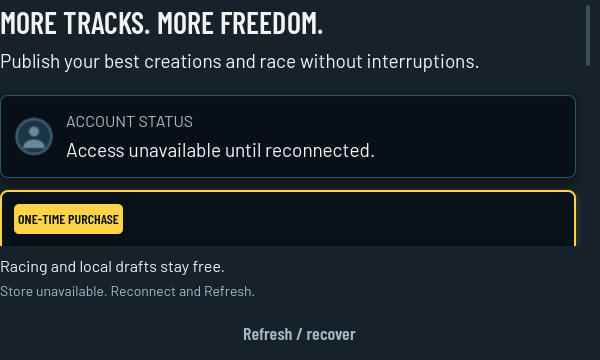 MORE TRACKS. MORE FREEDOM.
Publish your best creations and race without interruptions.
ACCOUNT STATUS
Access unavailable until reconnected.
ONE-TIME PURCHASE
Racing and local drafts stay free.
Store unavailable. Reconnect and Refresh.
Refresh / recover